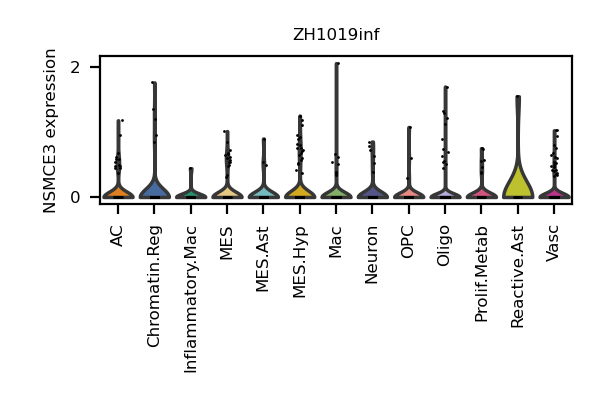 ZH1019inf
NSMCE3 expression
2
0
AC
Chromatin.Reg
Inflammatory.Mac
MES
MES.Ast
MES.Hyp
Mac
Neuron
OPC
Oligo
Prolif.Metab
Reactive.Ast
Vasc